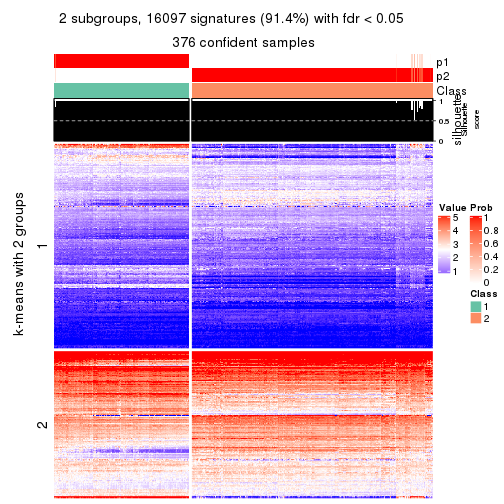 2 subgroups, 16097 signatures (91.4%) with fdr < 0.05
376 confident samples
p1
p2
Class
1
0.5
0
silhouette
Silhouette
score
k-means with 2 groups
1
2
Value
5
4
3
2
1
Prob
1
0.8
0.6
0.4
0.2
0
Class
1
2